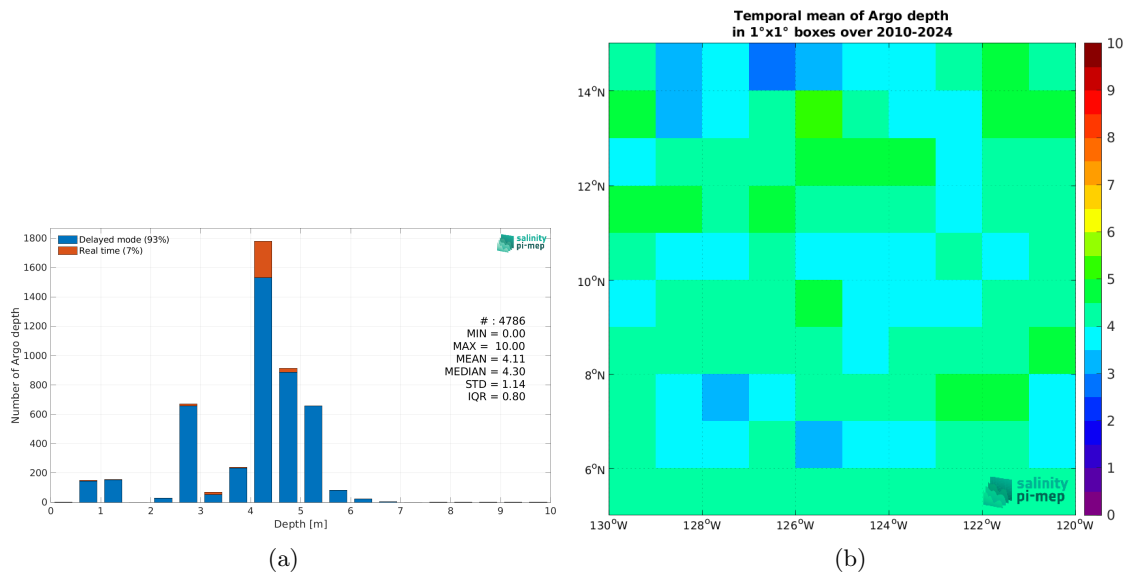 Delayed mode (93%)
Real time (7%)
salinity
pi-mep
# : 4786
MIN = 0.00
MAX = 10.00
MEAN = 4.11
MEDIAN = 4.30
STD = 1.14
IQR = 0.80
Number of Argo depth
1800
1600
1400
1200
1000
800
600
400
200
0
0 1 2 3 4 5 6 7 8 9 10
Depth [m]
(a)
Temporal mean of Argo depth
in 1°x1° boxes over 2010-2024
14°N
12°N
10°N
8°N
6°N
130°W 128°W 126°W 124°W 122°W 120°W
salinity
pi-mep
10
9
8
7
6
5
4
3
2
1
0
(b)